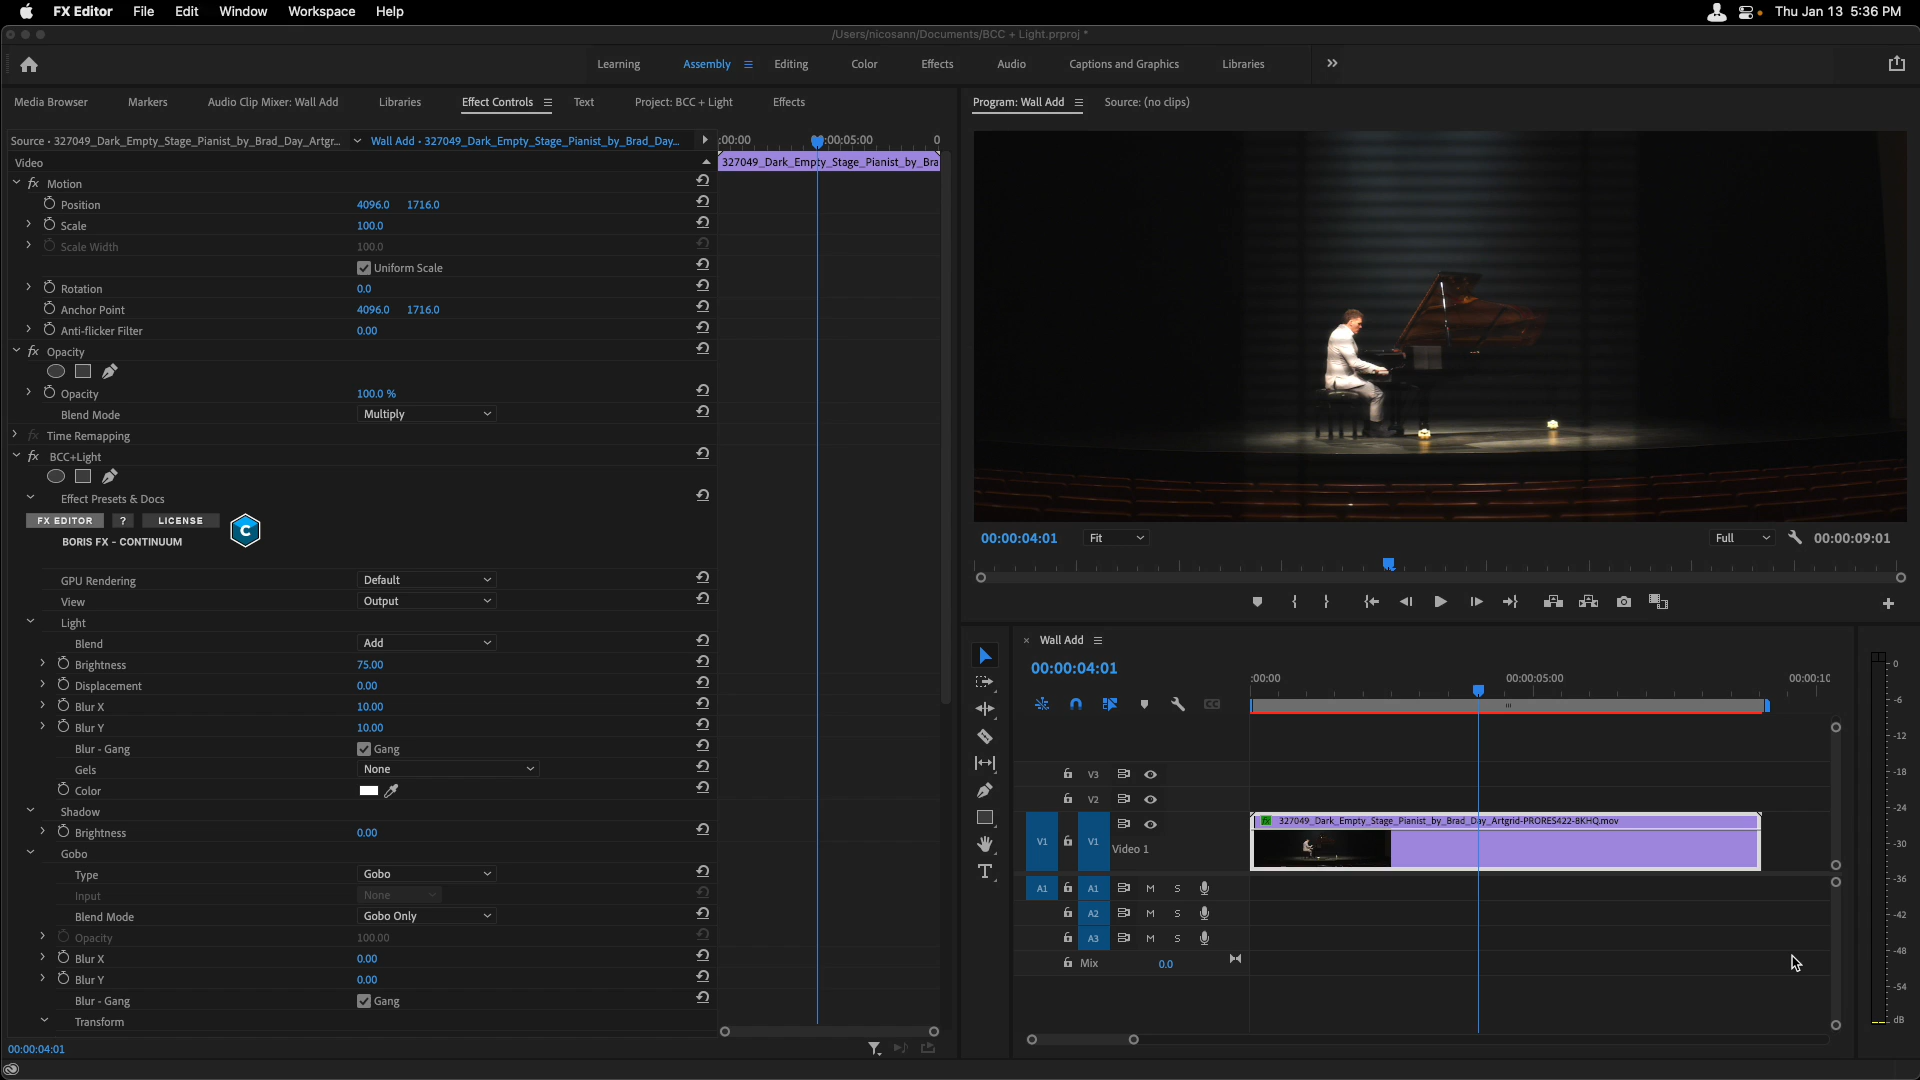 FX Editor File Edit Window Workspace Help Thu Jan 13 5:36 PM
/Users/nicosann/Documents/BCC + Light.prproj *
Learning Assembly Editing Color Effects Audio Captions and Graphics Libraries
Media Browser Markers Audio Clip Mixer: Wall Add Libraries Effect Controls Text Project: BCC + Light Effects
Program: Wall Add Source: (no clips)
Source · 327049_Dark_Empty_Stage_Pianist_by_Brad_Day_Artgr... Wall Add · 327049_Dark_Empty_Stage_Pianist_by_Brad_Day...
:00:00 00:00:05:00 0
Video
327049_Dark_Empty_Stage_Pianist_by_Bra
fx Motion
Position 4096.0 1716.0
Scale 100.0
Scale Width 100.0
Uniform Scale
Rotation 0.0
Anchor Point 4096.0 1716.0
Anti-flicker Filter 0.00
fx Opacity
Opacity 100.0 %
Blend Mode Multiply
fx Time Remapping
fx BCC+Light
Effect Presets & Docs
FX EDITOR ? LICENSE C
BORIS FX - CONTINUUM
GPU Rendering Default
View Output
Light
Blend Add
Brightness 75.00
Displacement 0.00
Blur X 10.00
Blur Y 10.00
Blur - Gang Gang
Gels None
Color
Shadow
Brightness 0.00
Gobo
Type Gobo
Input None
Blend Mode Gobo Only
Opacity 100.00
Blur X 0.00
Blur Y 0.00
Blur - Gang Gang
Transform
00:00:04:01
00:00:04:01 Fit Full 00:00:09:01
× Wall Add
00:00:04:01
:00:00 00:00:05:00 00:00:10
CC
V3
V2
V1 V1 Video 1
fx 327049_Dark_Empty_Stage_Pianist_by_Brad_Day_Artgrid-PRORES422-8KHQ.mov
A1 A1 M S
A2 M S
A3 M S
Mix 0.0
T
0
-6
-12
-18
-24
-30
-36
-42
-48
-54
dB